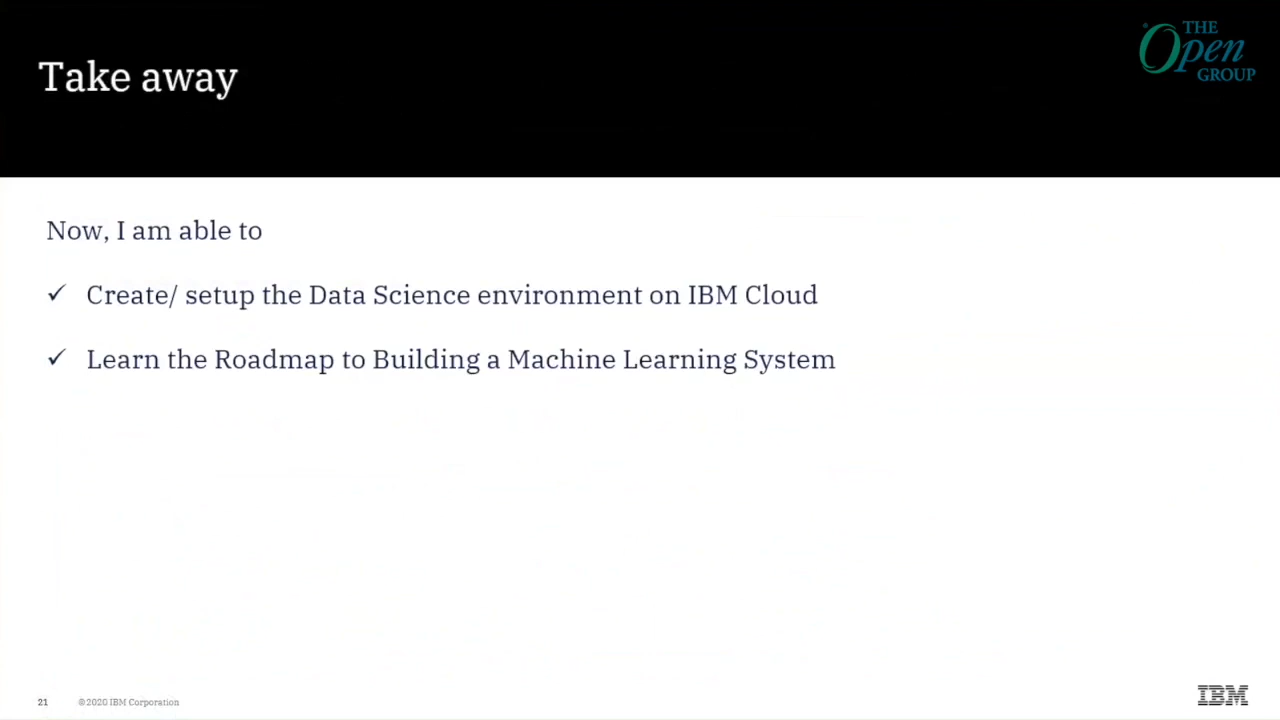 Take away
THE
Open
GROUP
Now, I am able to
✓ Create/ setup the Data Science environment on IBM Cloud
✓ Learn the Roadmap to Building a Machine Learning System
21 ©2020 IBM Corporation
IBM